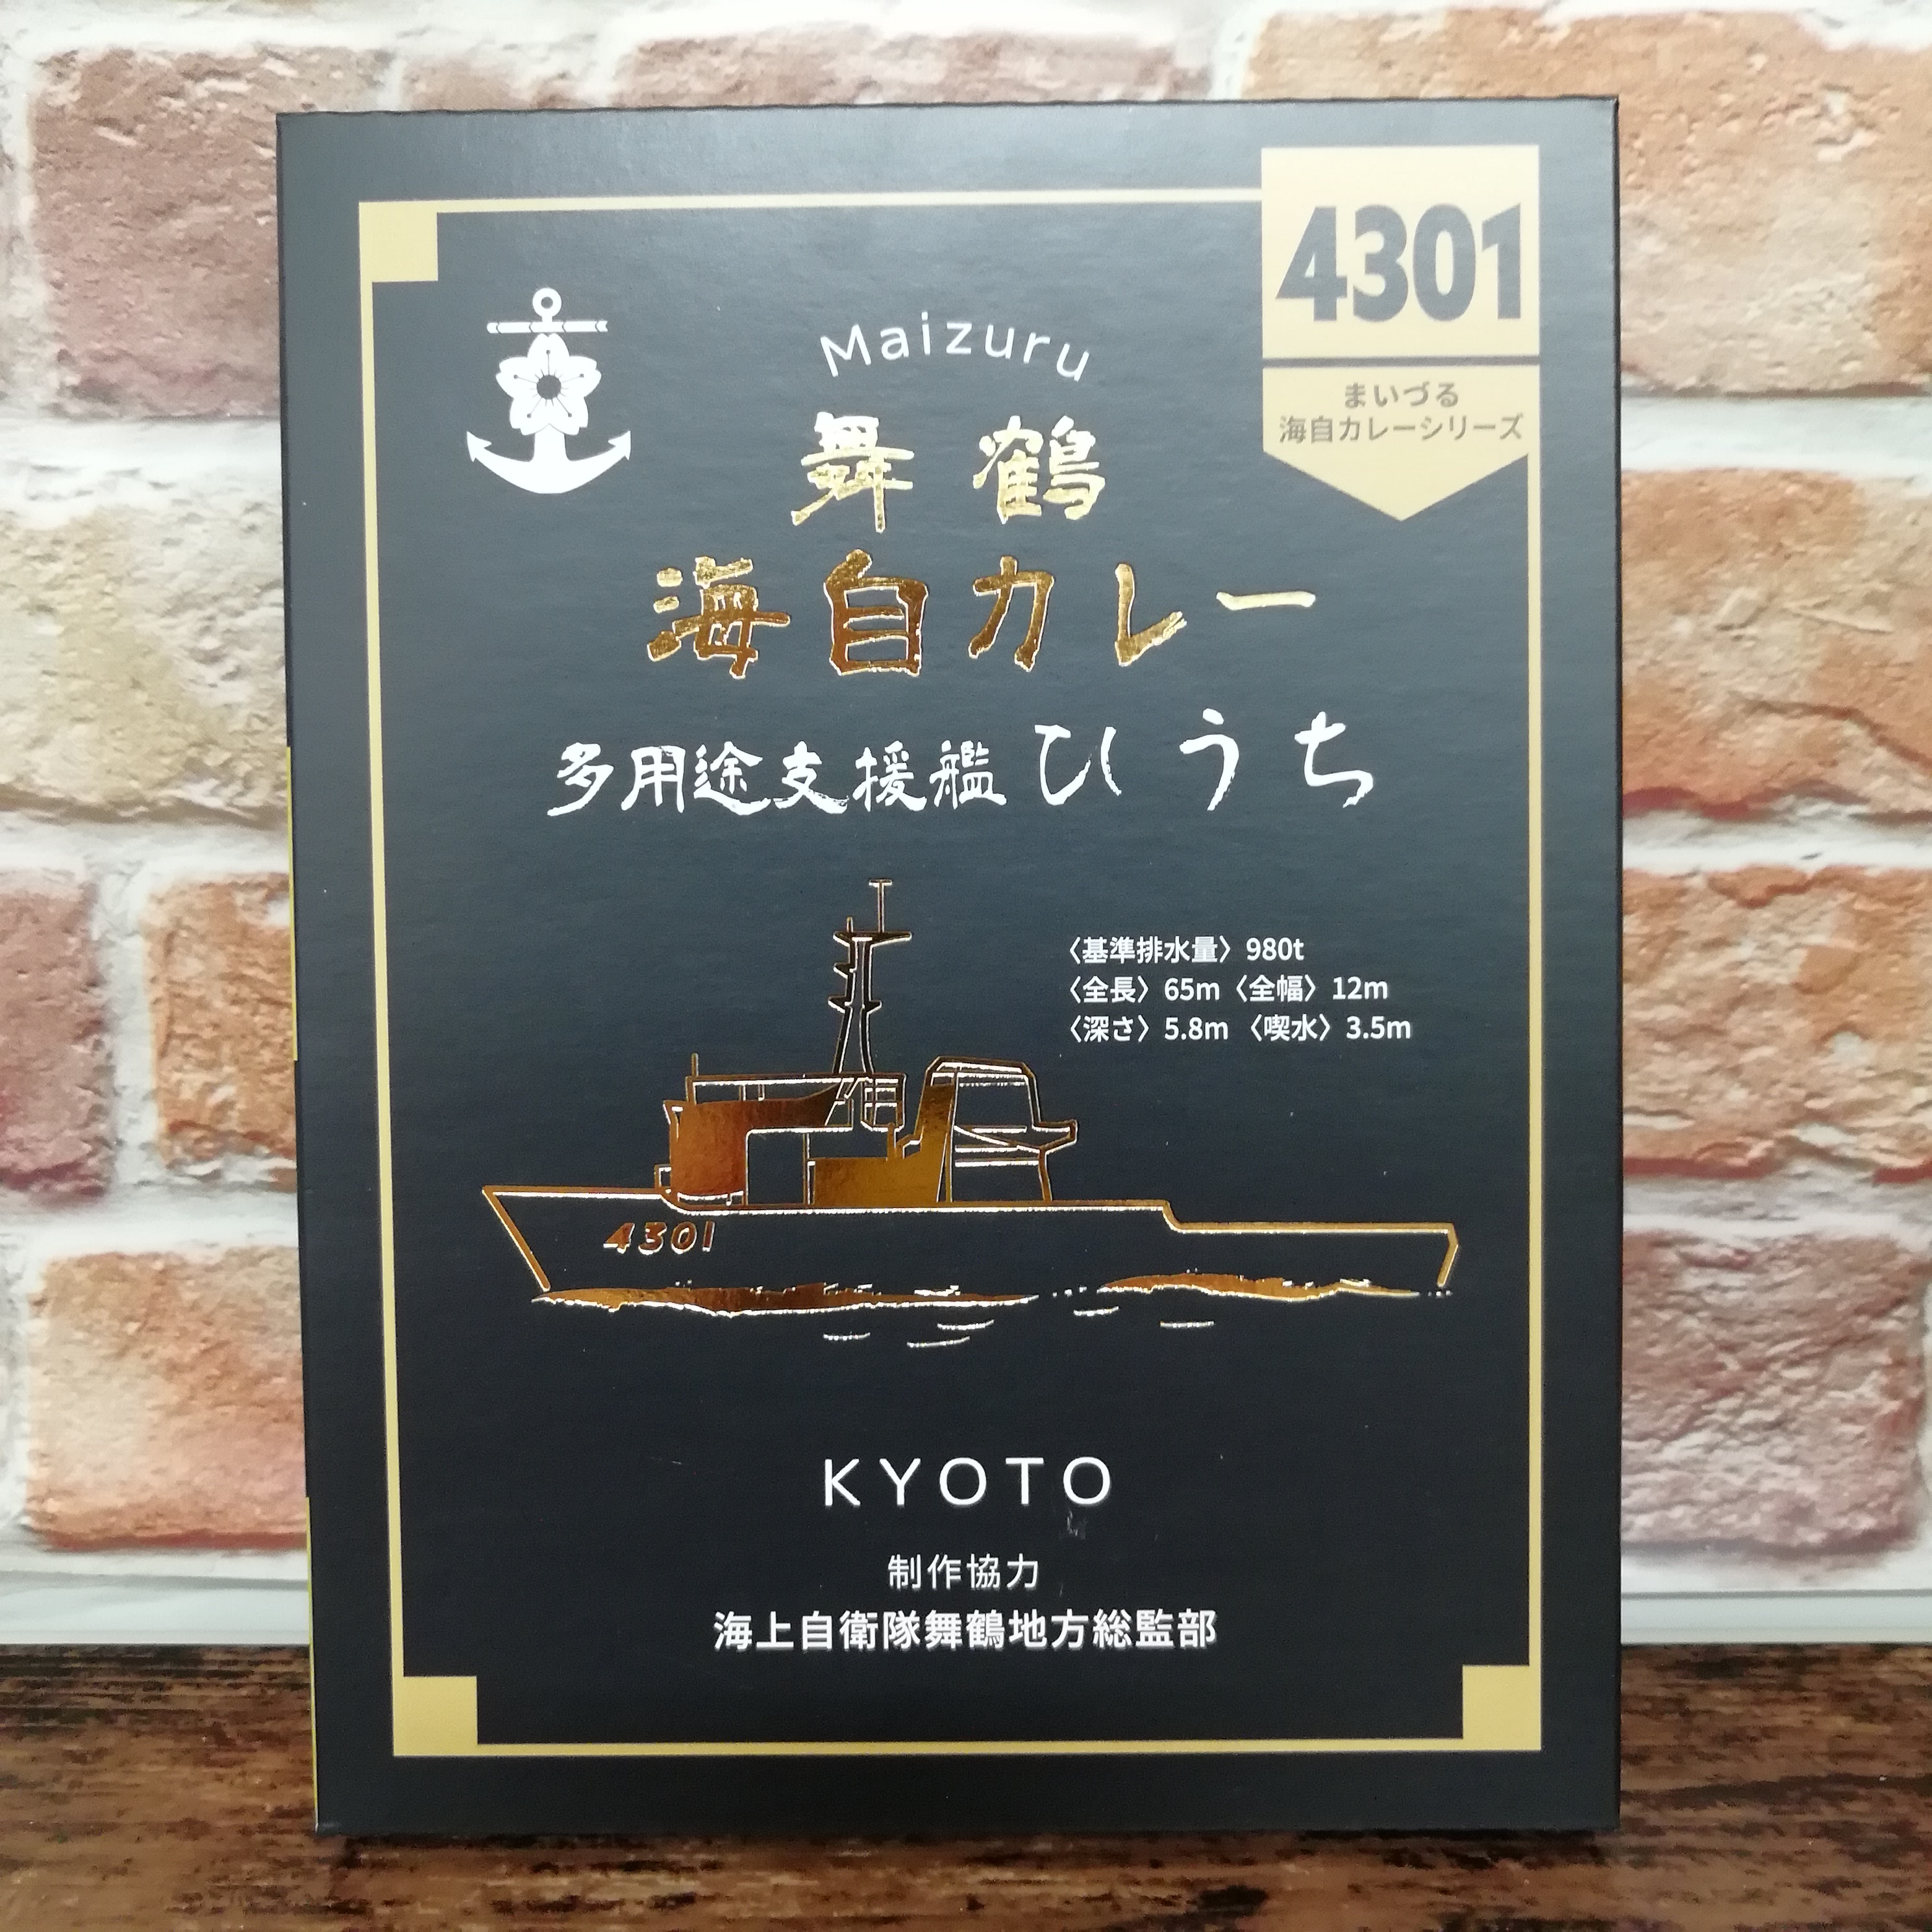 4301
まいづる
海自カレーシリーズ
Maizuru
舞鶴
海自カレー
多用途支援艦 ひうち
〈基準排水量〉980t
〈全長〉65m〈全幅〉12m
〈深さ〉5.8m 〈喫水〉3.5m
4301
KYOTO
制作協力
海上自衛隊舞鶴地方総監部